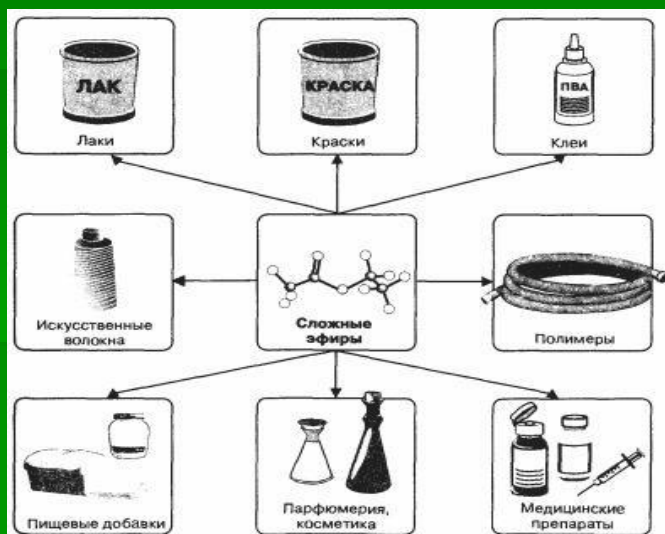 ЛАК
Лаки
КРАСКА
Краски
ПВА
Клеи
Искусственные
волокна
Сложные
эфиры
Полимеры
Пищевые добавки
Парфюмерия,
косметика
Медицинские
препараты